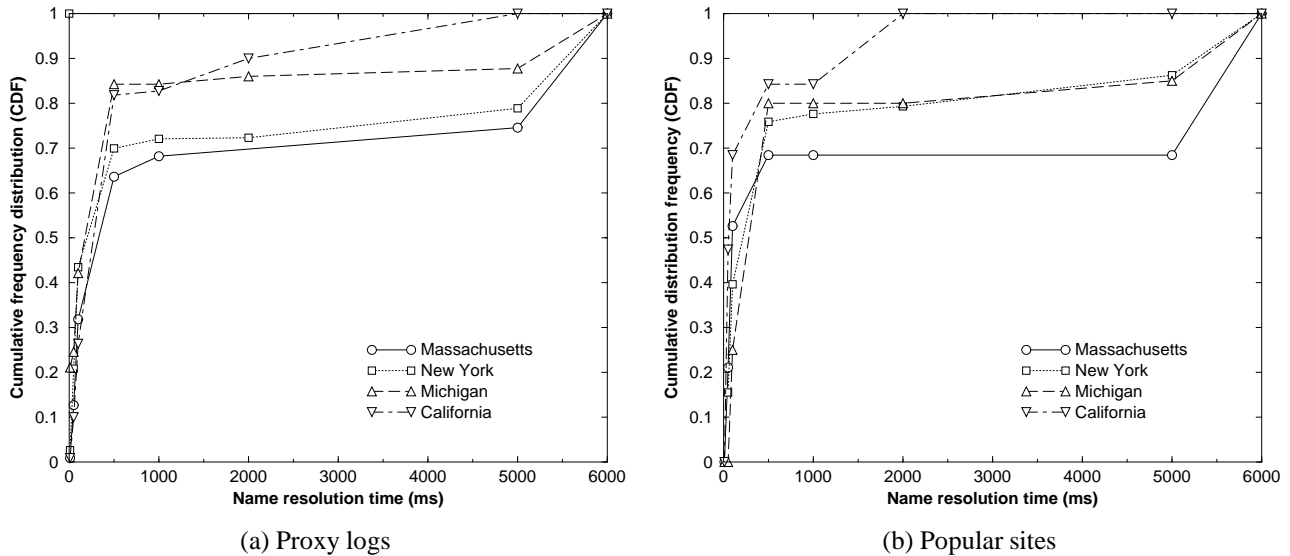 Cumulative frequency distribution (CDF)
1
0.9
0.8
0.7
0.6
0.5
0.4
0.3
0.2
0.1
0
0 1000 2000 3000 4000 5000 6000
Name resolution time (ms)
Massachusetts
New York
Michigan
California
(a) Proxy logs
Cumulative distribution frequency (CDF)
1
0.9
0.8
0.7
0.6
0.5
0.4
0.3
0.2
0.1
0
0 1000 2000 3000 4000 5000 6000
Name resolution time (ms)
Massachusetts
New York
Michigan
California
(b) Popular sites